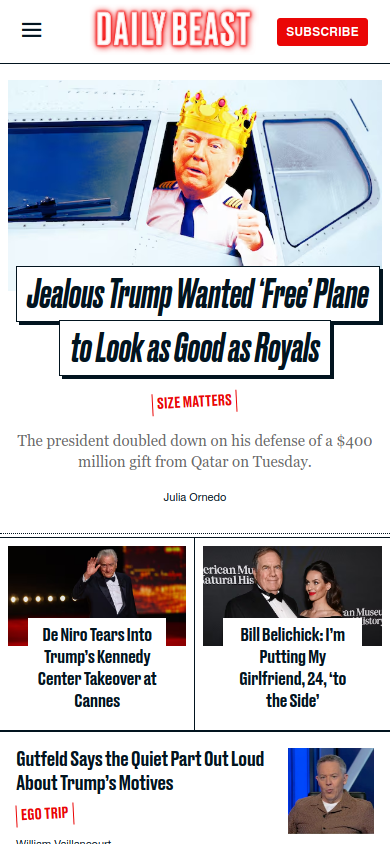 DAILY BEAST
SUBSCRIBE
Jealous Trump Wanted ‘Free’ Plane
to Look as Good as Royals
SIZE MATTERS
The president doubled down on his defense of a $400
million gift from Qatar on Tuesday.
Julia Ornedo
De Niro Tears Into
Trump’s Kennedy
Center Takeover at
Cannes
erican Mu
atural His
an Museu
History
Bill Belichick: I’m
Putting My
Girlfriend, 24, ‘to
the Side’
Gutfeld Says the Quiet Part Out Loud
About Trump’s Motives
EGO TRIP
William Vaillancourt